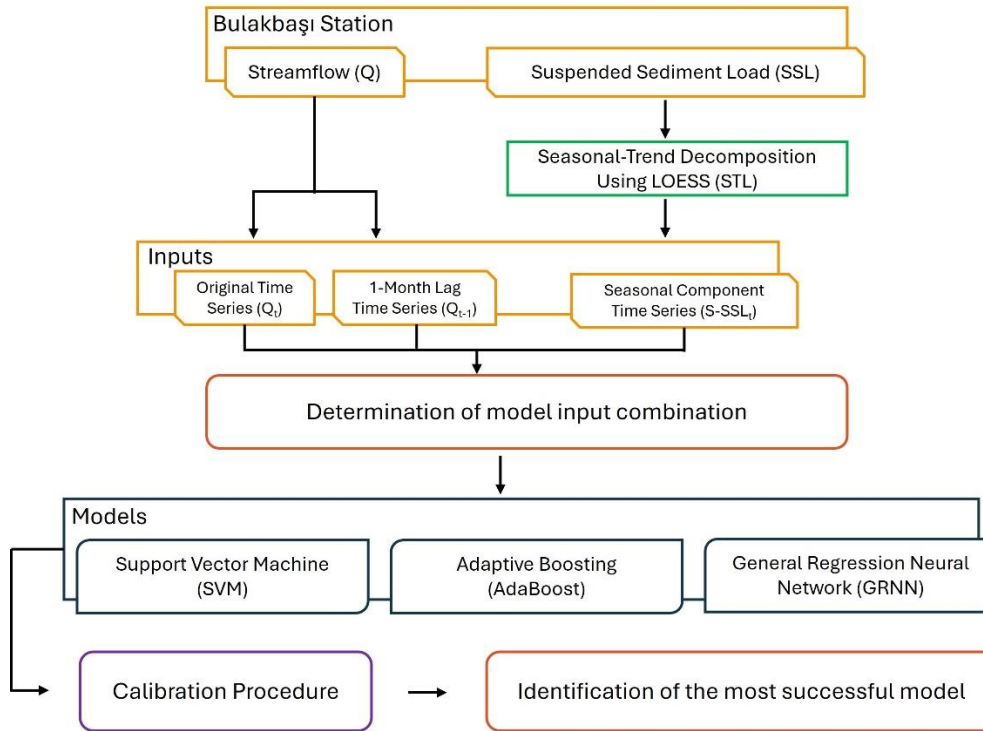 Bulakbaşı Station
Streamflow (Q)
Suspended Sediment Load (SSL)
Seasonal-Trend Decomposition
Using LOESS (STL)
Inputs
Original Time
Series (Qt)
1-Month Lag
Time Series (Qt-1)
Seasonal Component
Time Series (S-SSLt)
Determination of model input combination
Models
Support Vector Machine
(SVM)
Adaptive Boosting
(AdaBoost)
General Regression Neural
Network (GRNN)
Calibration Procedure
Identification of the most successful model